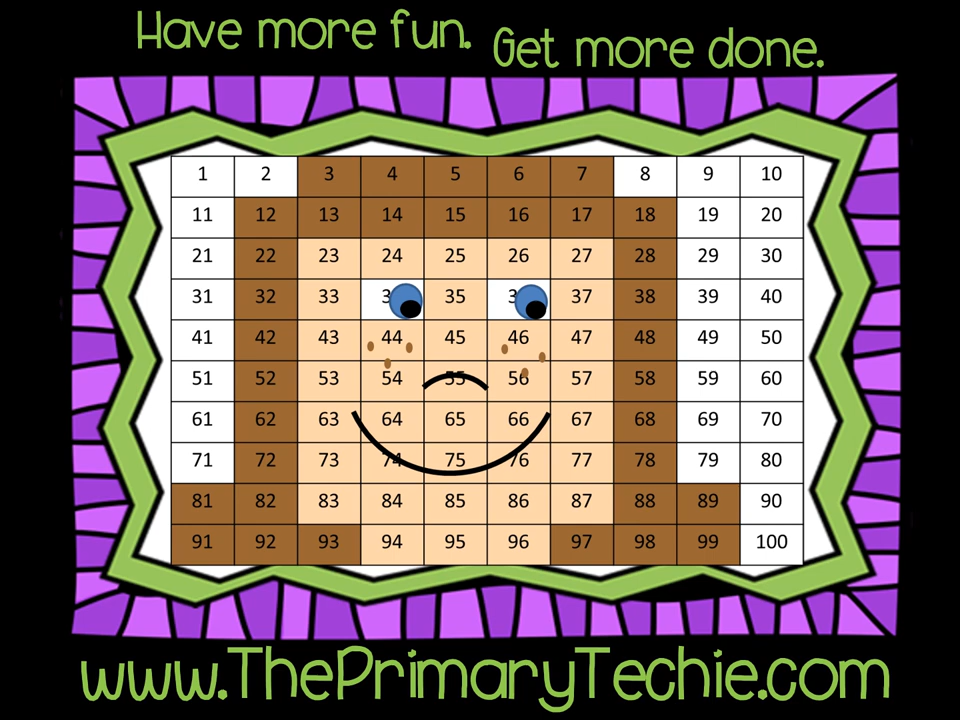 Have more fun. Get more done.
1 2 3 4 5 6 7 8 9 10
11 12 13 14 15 16 17 18 19 20
21 22 23 24 25 26 27 28 29 30
31 32 33 35 37 38 39 40
41 42 43 44 45 46 47 48 49 50
51 52 53 54 55 56 57 58 59 60
61 62 63 64 65 66 67 68 69 70
71 72 73 74 75 76 77 78 79 80
81 82 83 84 85 86 87 88 89 90
91 92 93 94 95 96 97 98 99 100
www.ThePrimaryTechie.com